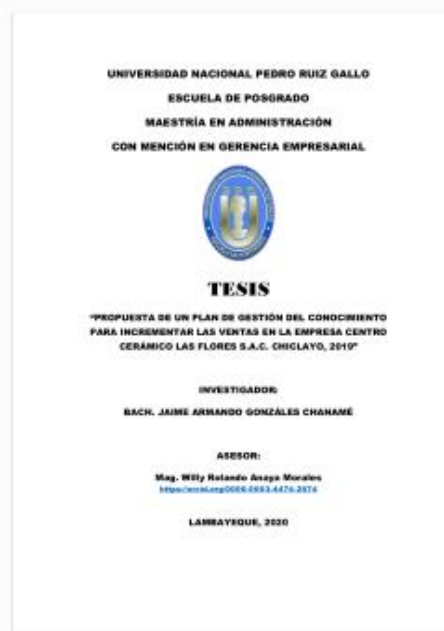 UNIVERSIDAD NACIONAL PEDRO RUIZ GALLO
ESCUELA DE POSGRADO
MAESTRÍA EN ADMINISTRACIÓN
CON MENCIÓN EN GERENCIA EMPRESARIAL
TESIS
“PROPUESTA DE UN PLAN DE GESTIÓN DEL CONOCIMIENTO
PARA INCREMENTAR LAS VENTAS EN LA EMPRESA CENTRO
CERÁMICO LAS FLORES S.A.C. CHICLAYO, 2019”
INVESTIGADOR:
BACH. JAIME ARMANDO GONZÁLES CHANAMÉ
ASESOR:
Mag. Willy Rolando Anaya Morales
LAMBAYEQUE, 2020